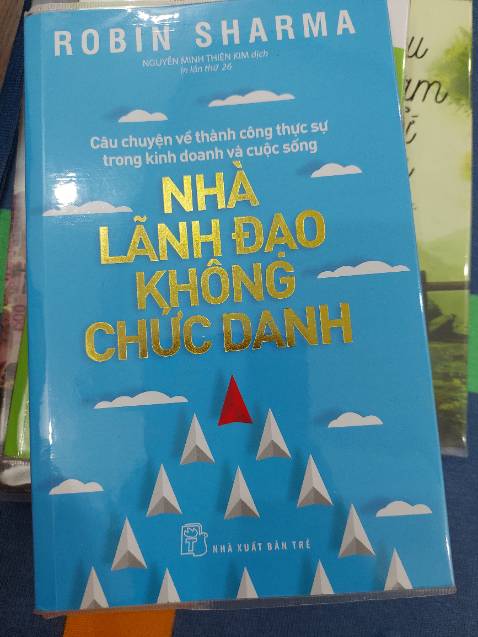 ROBIN SHARMA
NGUYỄN MINH THIÊN KIM dịch
In lần thứ 26
Câu chuyện về thành công thực sự
trong kinh doanh và cuộc sống
NHÀ
LÃNH ĐẠO
KHÔNG
CHỨC DANH
NHÀ XUẤT BẢN TRẺ